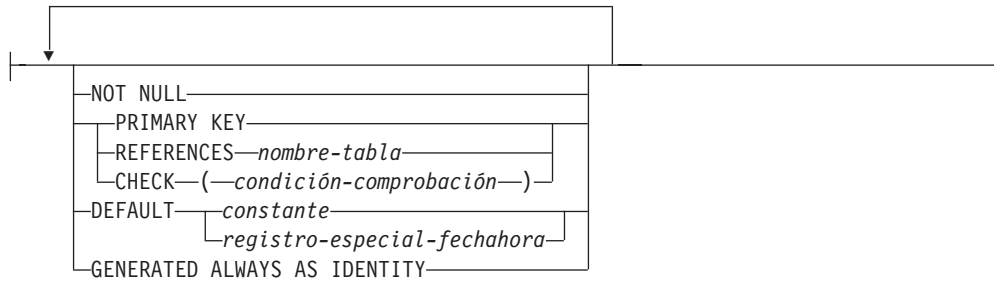 NOT NULL
PRIMARY KEY
REFERENCES nombre-tabla
CHECK ( condición-comprobación )
DEFAULT constante
registro-especial-fechahora
GENERATED ALWAYS AS IDENTITY